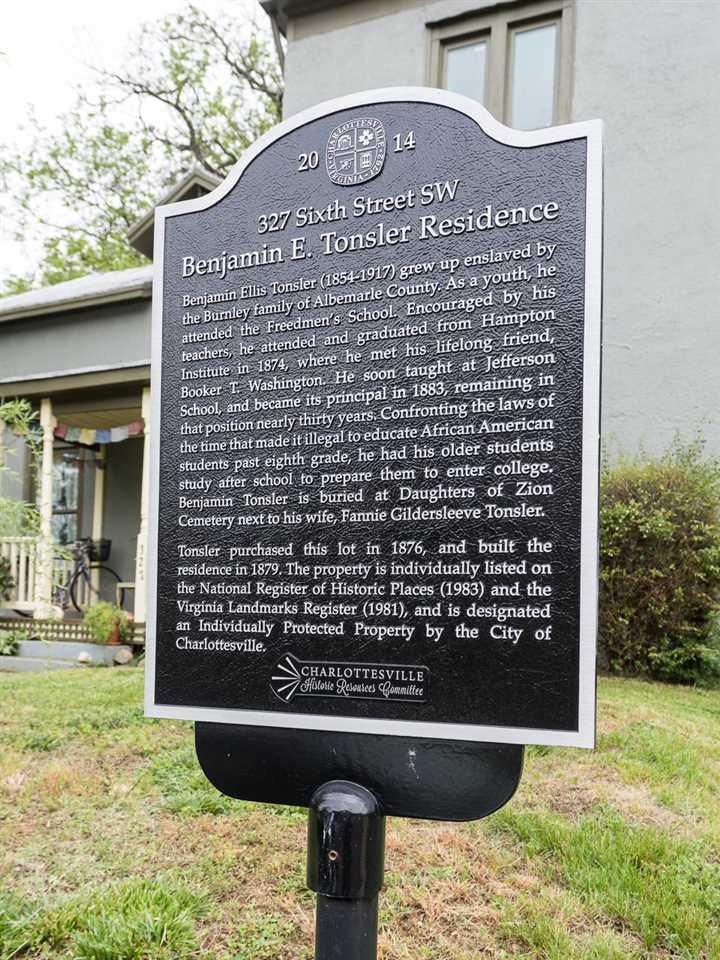 20 14
CHARLOTTESVILLE
VIRGINIA · 1762
327 Sixth Street SW
Benjamin E. Tonsler Residence
Benjamin Ellis Tonsler (1854-1917) grew up enslaved by
the Burnley family of Albemarle County. As a youth, he
attended the Freedmen's School. Encouraged by his
teachers, he attended and graduated from Hampton
Institute in 1874, where he met his lifelong friend,
Booker T. Washington. He soon taught at Jefferson
School, and became its principal in 1883, remaining in
that position nearly thirty years. Confronting the laws of
the time that made it illegal to educate African American
students past eighth grade, he had his older students
study after school to prepare them to enter college.
Benjamin Tonsler is buried at Daughters of Zion
Cemetery next to his wife, Fannie Gildersleeve Tonsler.
Tonsler purchased this lot in 1876, and built the
residence in 1879. The property is individually listed on
the National Register of Historic Places (1983) and the
Virginia Landmarks Register (1981), and is designated
an Individually Protected Property by the City of
Charlottesville.
CHARLOTTESVILLE
Historic Resources Committee
327